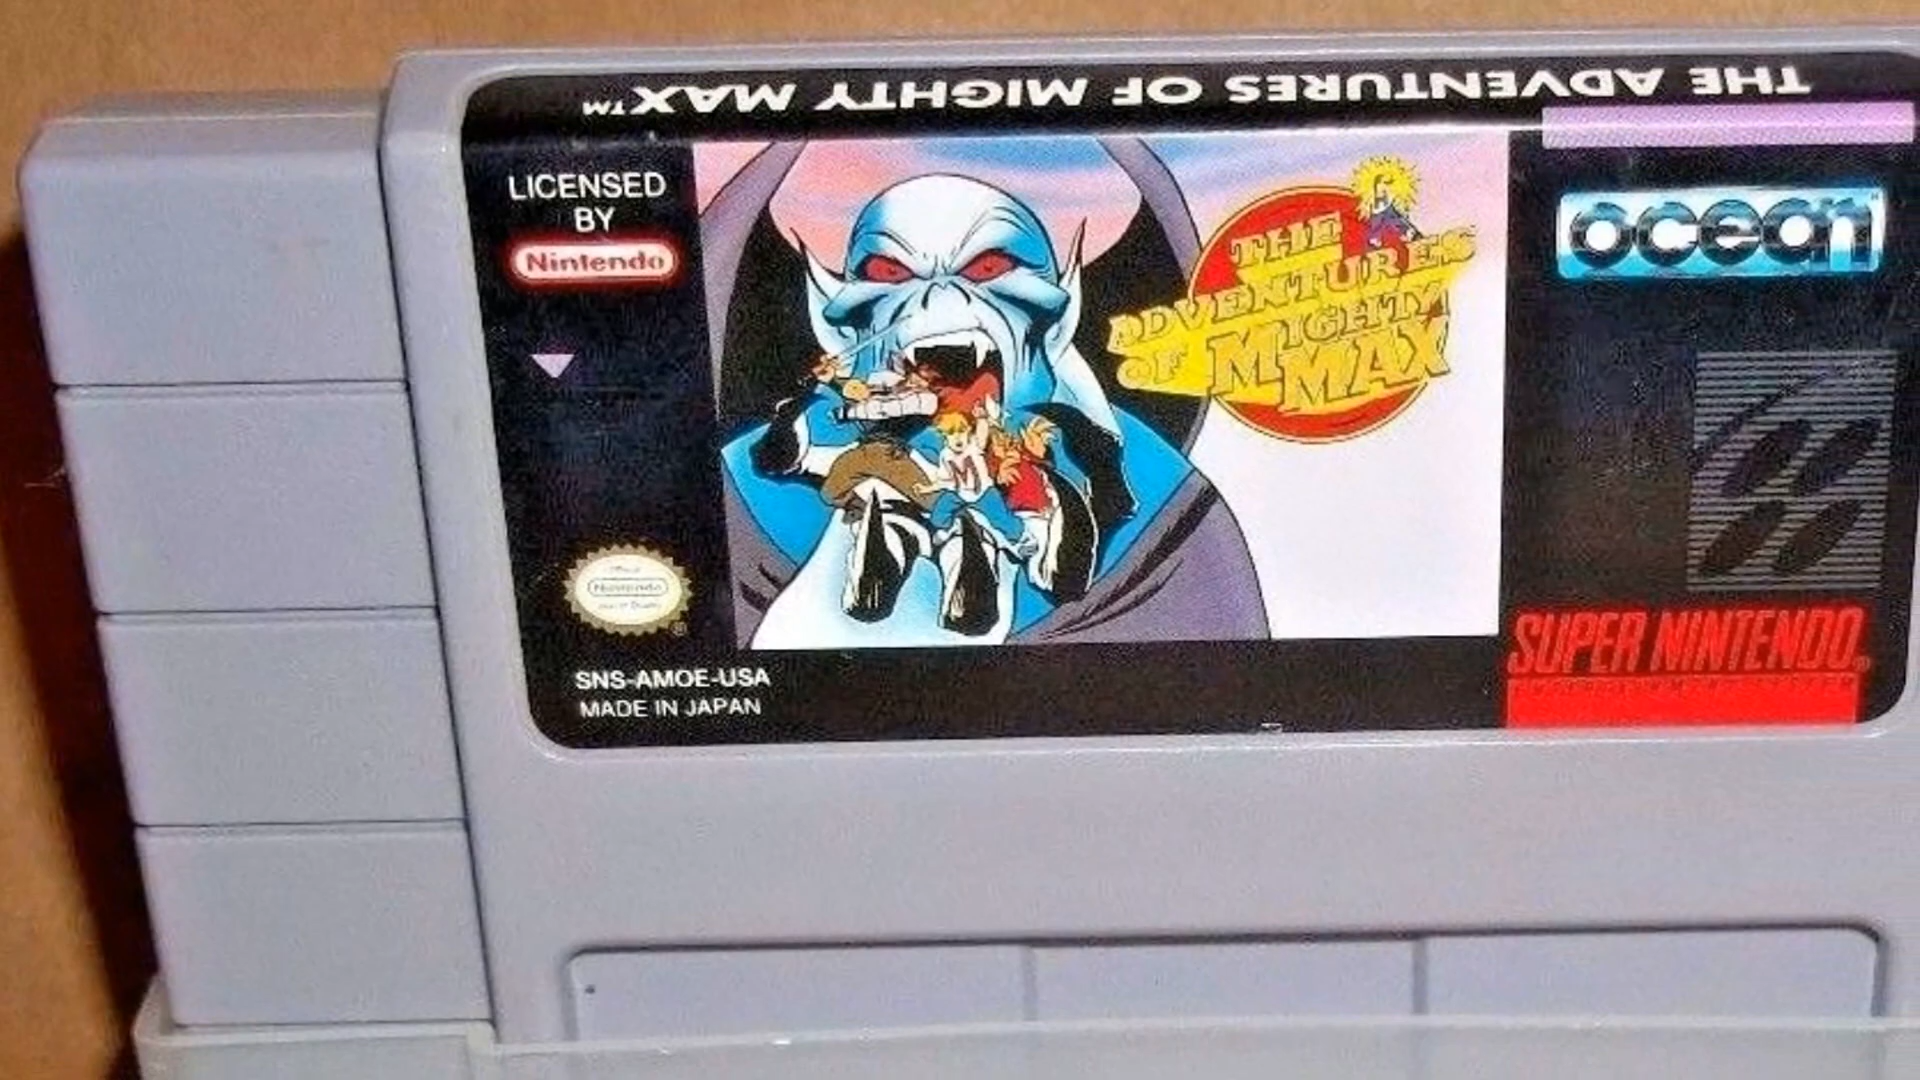 THE ADVENTURES OF MIGHTY MAX™
LICENSED
BY
Nintendo
THE
ADVENTURES
OF MIGHTY
MAX
ocean
M
Nintendo
SNS-AMOE-USA
MADE IN JAPAN
SUPER NINTENDO